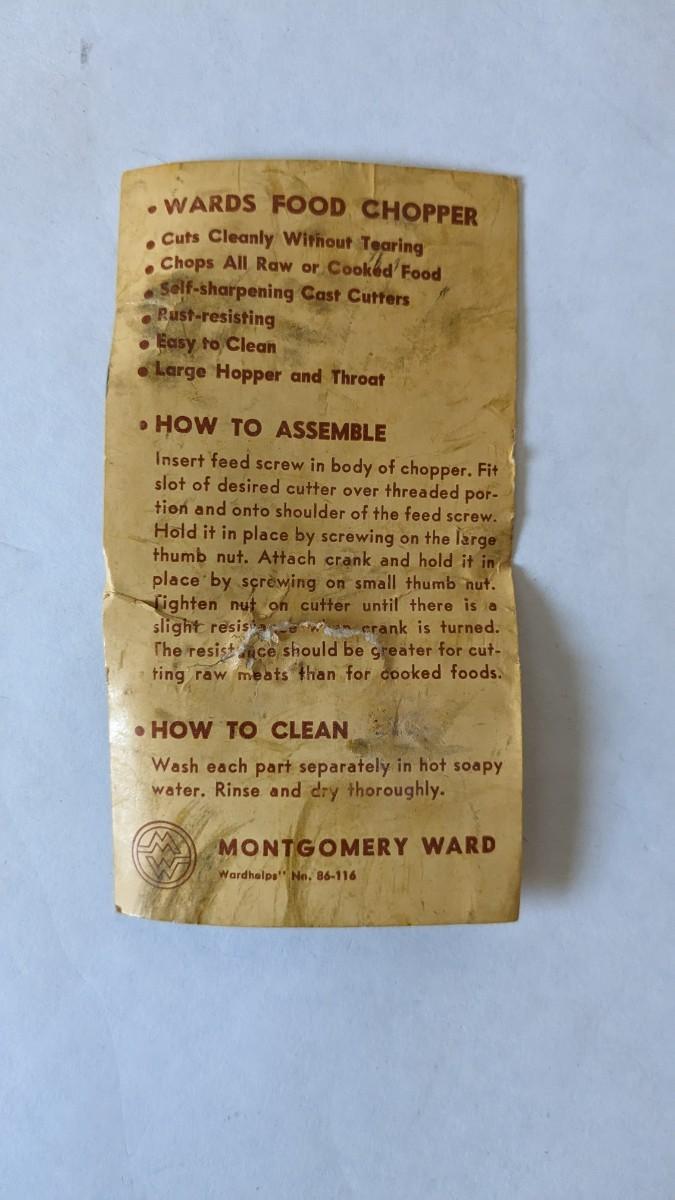 • WARDS FOOD CHOPPER
• Cuts Cleanly Without Tearing
• Chops All Raw or Cooked Food
• Self-sharpening Cast Cutters
• Rust-resisting
• Easy to Clean
• Large Hopper and Throat
• HOW TO ASSEMBLE
Insert feed screw in body of chopper. Fit
slot of desired cutter over threaded por-
tion and onto shoulder of the feed screw.
Hold it in place by screwing on the large
thumb nut. Attach crank and hold it in
place by screwing on small thumb nut.
Tighten nut on cutter until there is a
slight resistance when crank is turned.
The resistance should be greater for cut-
ting raw meats than for cooked foods.
• HOW TO CLEAN
Wash each part separately in hot soapy
water. Rinse and dry thoroughly.
MW
MONTGOMERY WARD
Wardhelps" No. 86-116